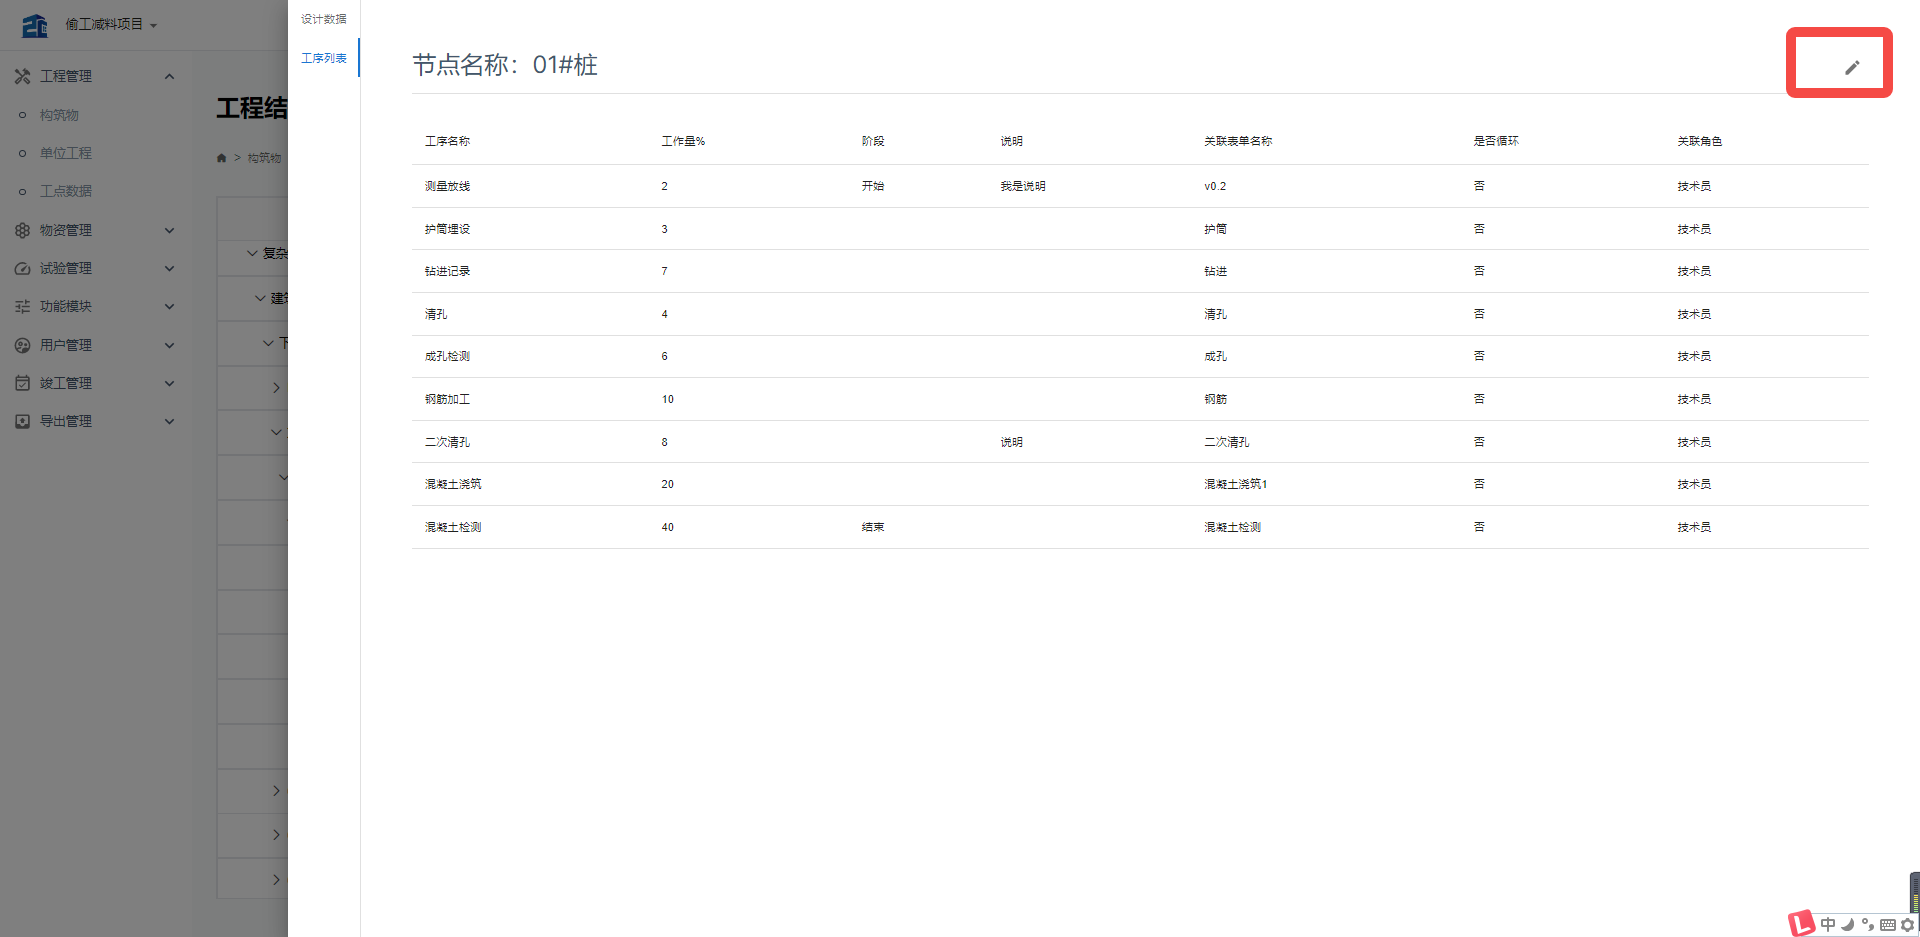 偷工减料项目
工程管理
构筑物
单位工程
工点数据
物资管理
试验管理
功能模块
用户管理
竣工管理
导出管理
工程结
> 构筑物
复杂
设计数据
工序列表
节点名称：01#桩
工序名称 工作量% 阶段 说明 关联表单名称 是否循环 关联角色
测量放线 2 开始 我是说明 v0.2 否 技术员
护筒埋设 3 护筒 否 技术员
钻进记录 7 钻进 否 技术员
清孔 4 清孔 否 技术员
成孔检测 6 成孔 否 技术员
钢筋加工 10 钢筋 否 技术员
二次清孔 8 说明 二次清孔 否 技术员
混凝土浇筑 20 混凝土浇筑1 否 技术员
混凝土检测 40 结束 混凝土检测 否 技术员
中